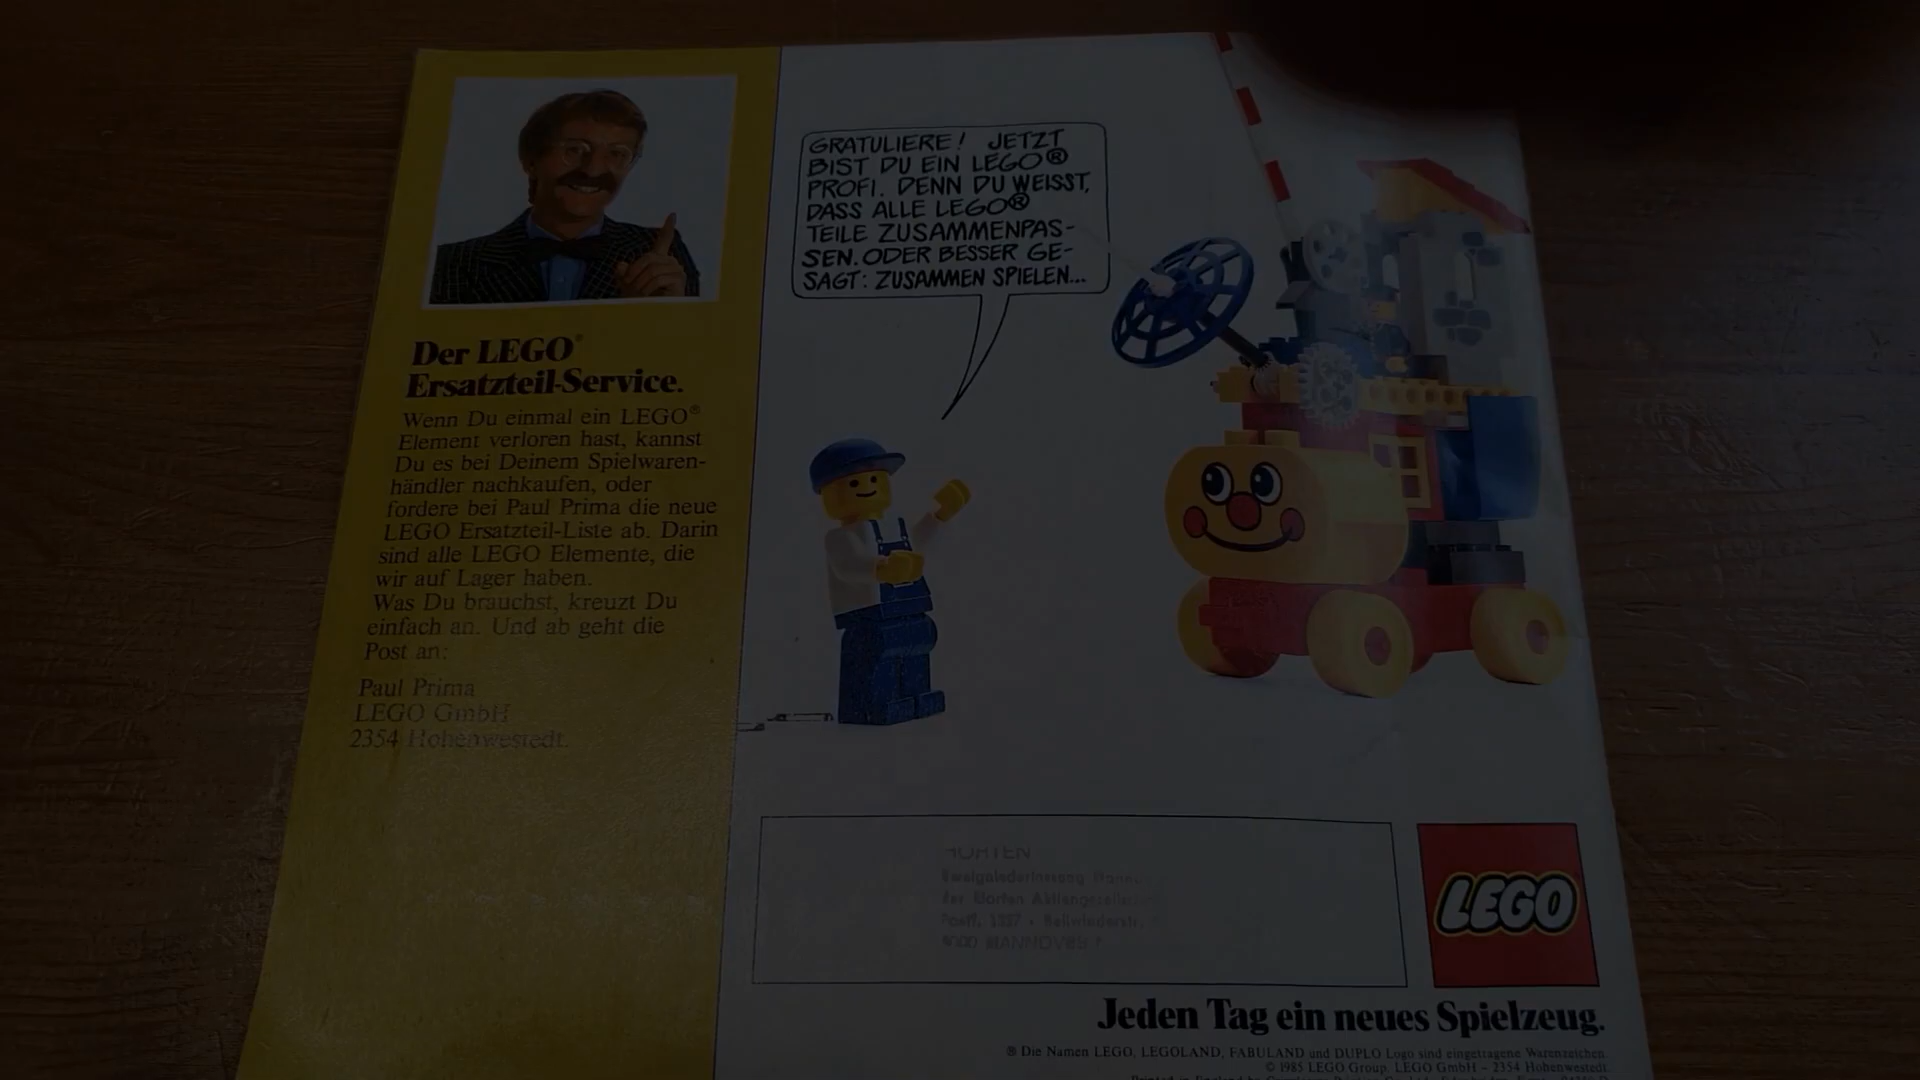 Der LEGO®
Ersatzteil-Service.
Wenn Du einmal ein LEGO®
Element verloren hast, kannst
Du es bei Deinem Spielwaren-
händler nachkaufen, oder
fordere bei Paul Prima die neue
LEGO Ersatzteil-Liste ab. Darin
sind alle LEGO Elemente, die
wir auf Lager haben.
Was Du brauchst, kreuzt Du
einfach an. Und ab geht die
Post an:
Paul Prima
LEGO GmbH
2354 Hohenwestedt.
GRATULIERE! JETZT
BIST DU EIN LEGO®
PROFI. DENN DU WEISST,
DASS ALLE LEGO®
TEILE ZUSAMMENPAS-
SEN. ODER BESSER GE-
SAGT: ZUSAMMEN SPIELEN...
HORTEN
der Horten
LEGO
Jeden Tag ein neues Spielzeug.
® Die Namen LEGO, LEGOLAND, FABULAND und DUPLO Logo sind eingetragene Warenzeichen.
© 1985 LEGO Group. LEGO GmbH – 2354 Hohenwestedt.